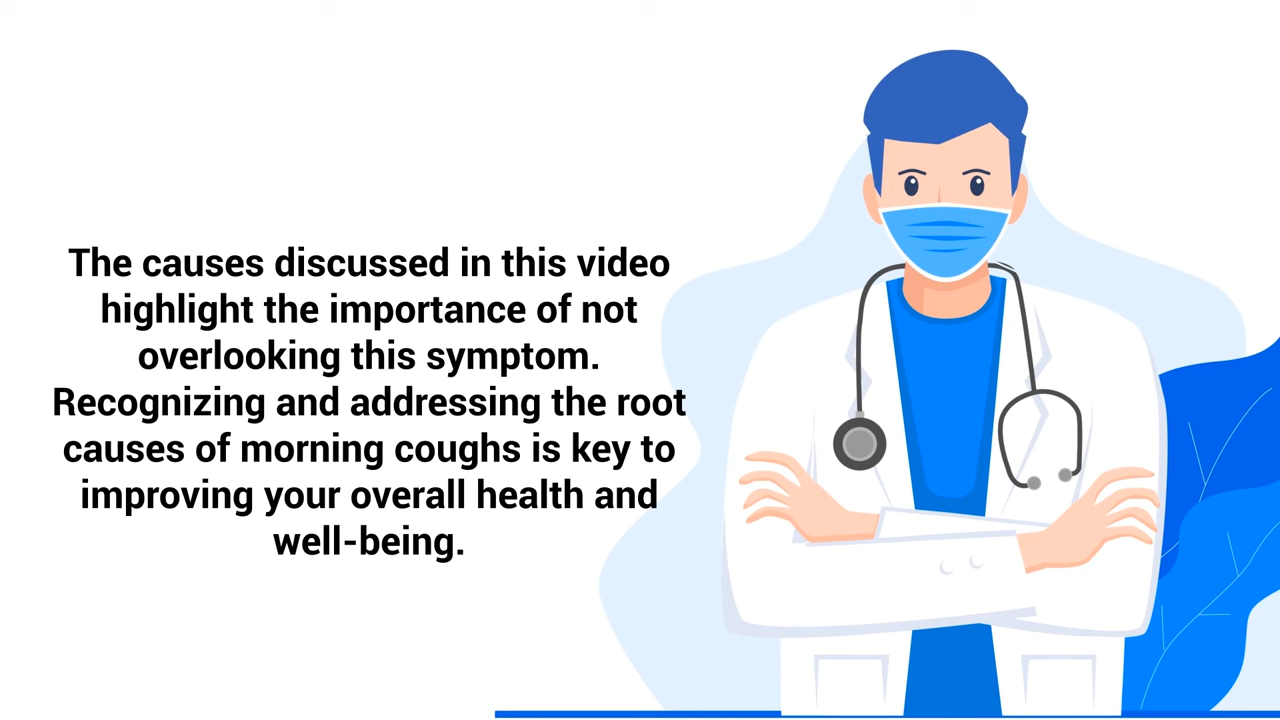 The causes discussed in this video
highlight the importance of not
overlooking this symptom.
Recognizing and addressing the root
causes of morning coughs is key to
improving your overall health and
well-being.